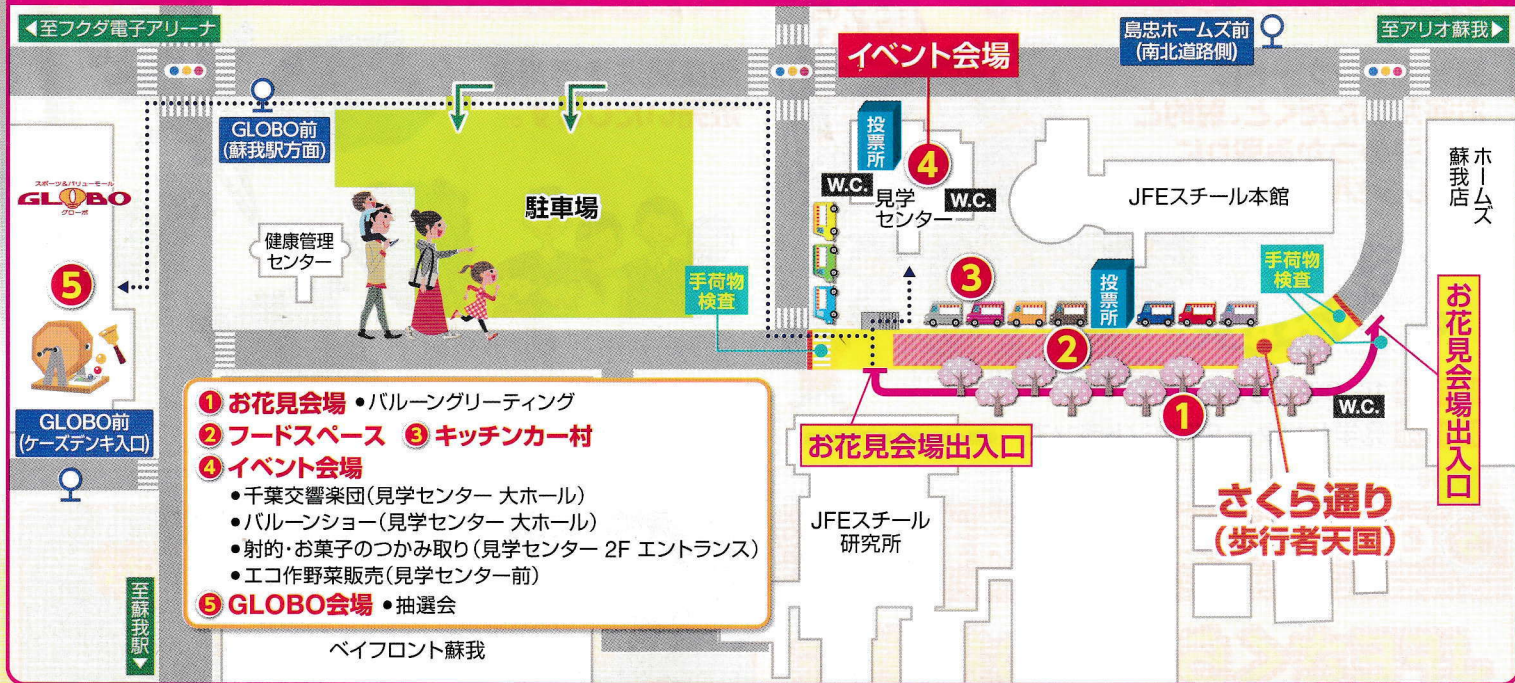 ◀至フクダ電子アリーナ
島忠ホームズ前
(南北道路側)
至アリオ蘇我▶
イベント会場
GLOBO前
(蘇我駅方面)
投票所
4
W.C.
見学
センター
W.C.
JFEスチール本館
ホームズ
蘇我店
スポーツ&バリューモール
GLOBO
グローボ
駐車場
健康管理
センター
5
手荷物
検査
3
投票所
手荷物
検査
お花見会場出入口
2
1
W.C.
GLOBO前
(ケーズデンキ入口)
お花見会場出入口
さくら通り
(歩行者天国)
JFEスチール
研究所
1 お花見会場 ●バルーングリーティング
2 フードスペース 3 キッチンカー村
4 イベント会場
●千葉交響楽団(見学センター 大ホール)
●バルーンショー(見学センター 大ホール)
●射的・お菓子のつかみ取り(見学センター 2F エントランス)
●エコ作野菜販売(見学センター前)
5 GLOBO会場 ●抽選会
至蘇我駅▼
ベイフロント蘇我